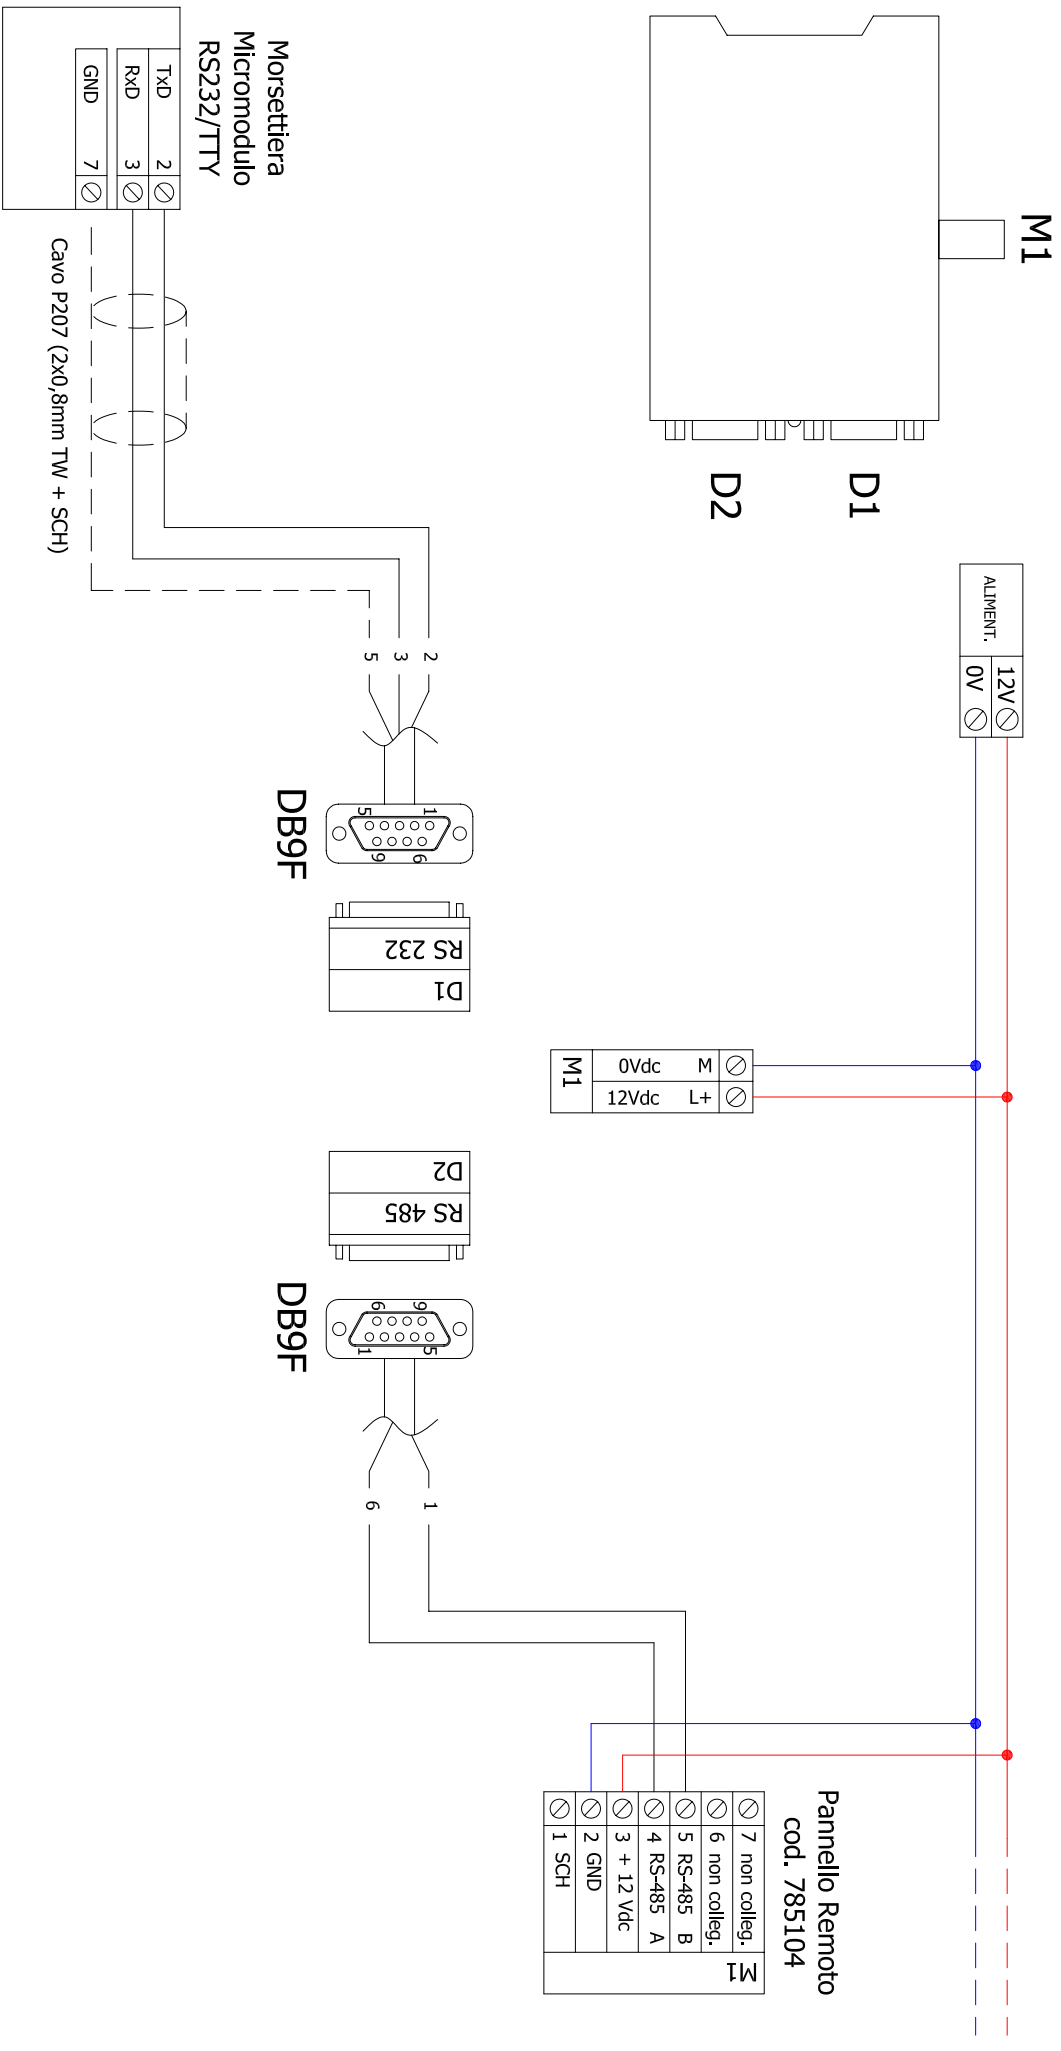 M1
D1
D2
Morsettiera
Micromodulo
RS232/TTY
TxD 2
RxD 3
GND 7
Cavo P207 (2x0,8mm TW + SCH)
2
3
5
1
5
6
9
DB9F
RS 232
D1
ALIMENT.
12V
0V
M1
0Vdc M
12Vdc L+
D2
RS 485
9
6
5
1
DB9F
1
6
Pannello Remoto
cod. 785104
7 non colleg.
6 non colleg.
5 RS-485 B
4 RS-485 A
3 + 12 Vdc
2 GND
1 SCH
M1